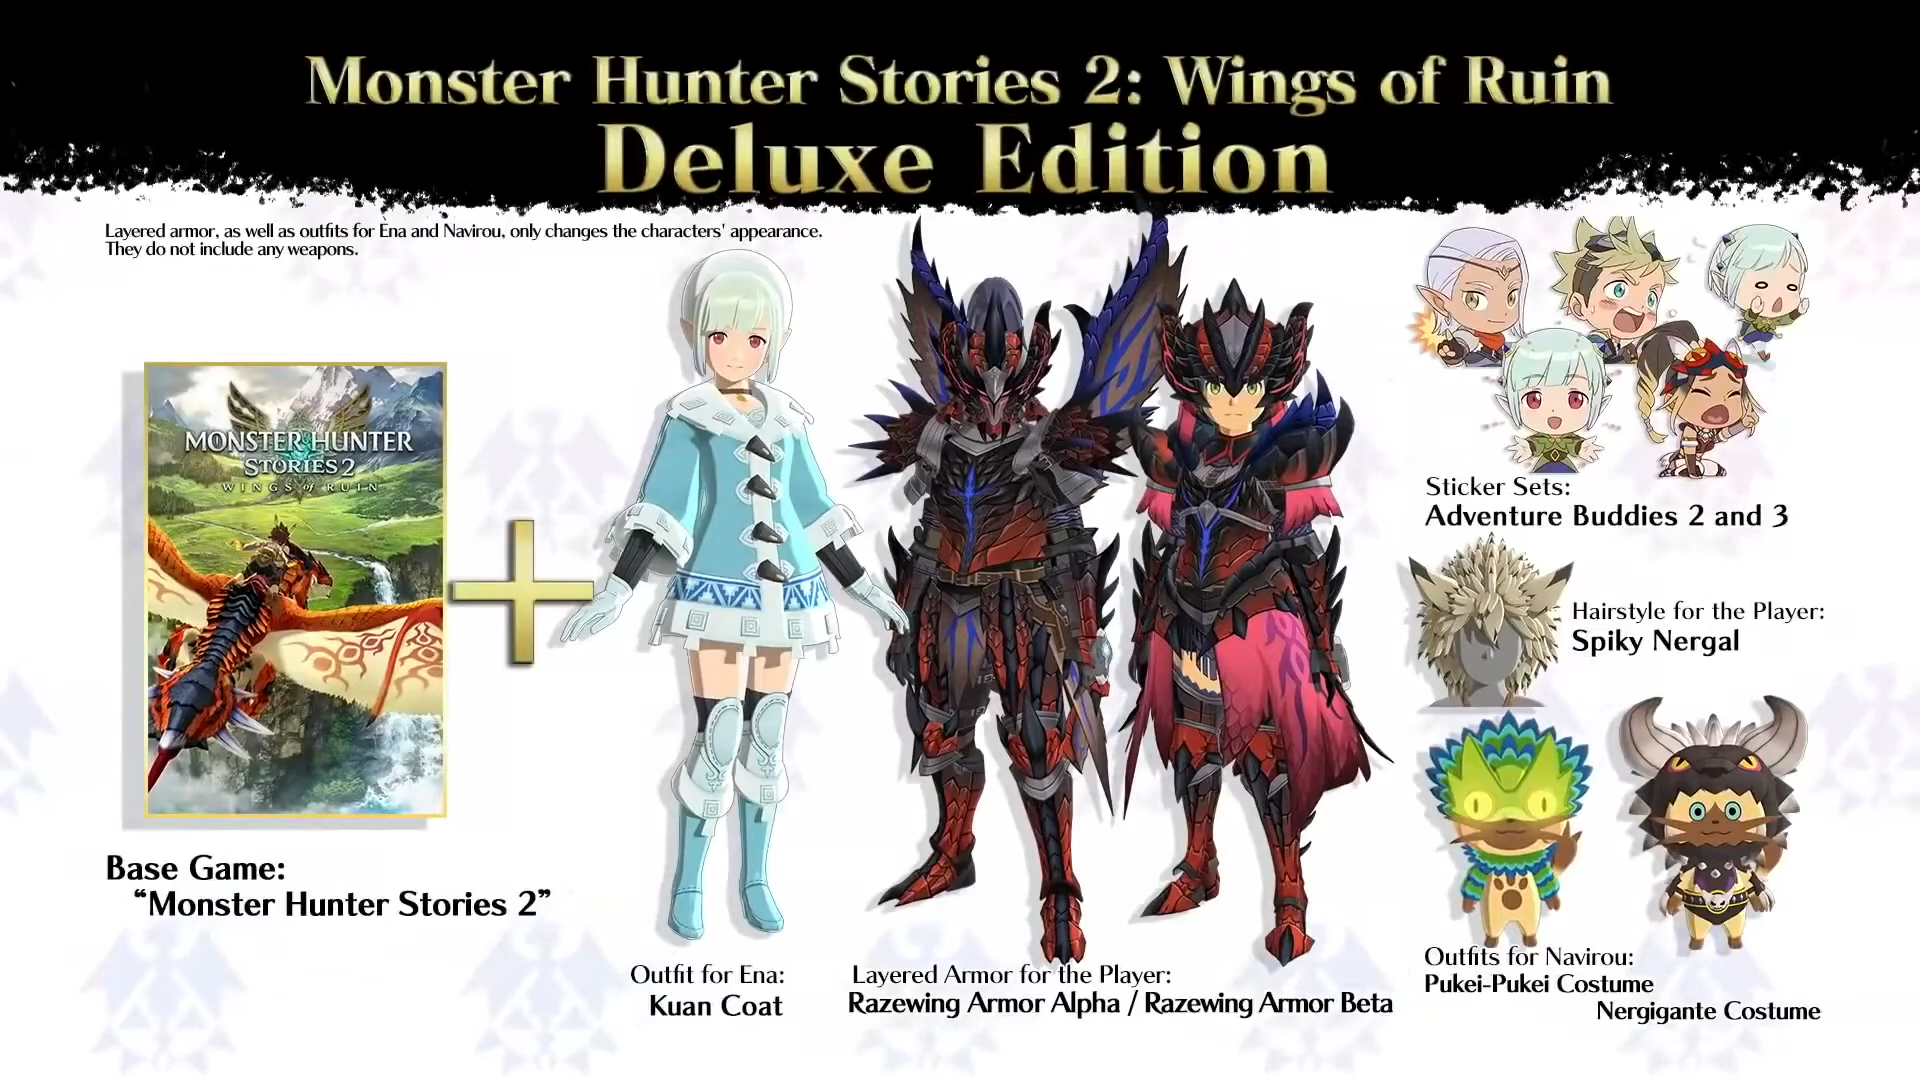 Monster Hunter Stories 2: Wings of Ruin
Deluxe Edition
Layered armor, as well as outfits for Ena and Navirou, only changes the characters' appearance.
They do not include any weapons.
MONSTER HUNTER
STORIES 2
WINGS of RUIN
Base Game:
“Monster Hunter Stories 2”
Outfit for Ena:
Kuan Coat
Layered Armor for the Player:
Razewing Armor Alpha / Razewing Armor Beta
Sticker Sets:
Adventure Buddies 2 and 3
Hairstyle for the Player:
Spiky Nergal
Outfits for Navirou:
Pukei-Pukei Costume
Nergigante Costume